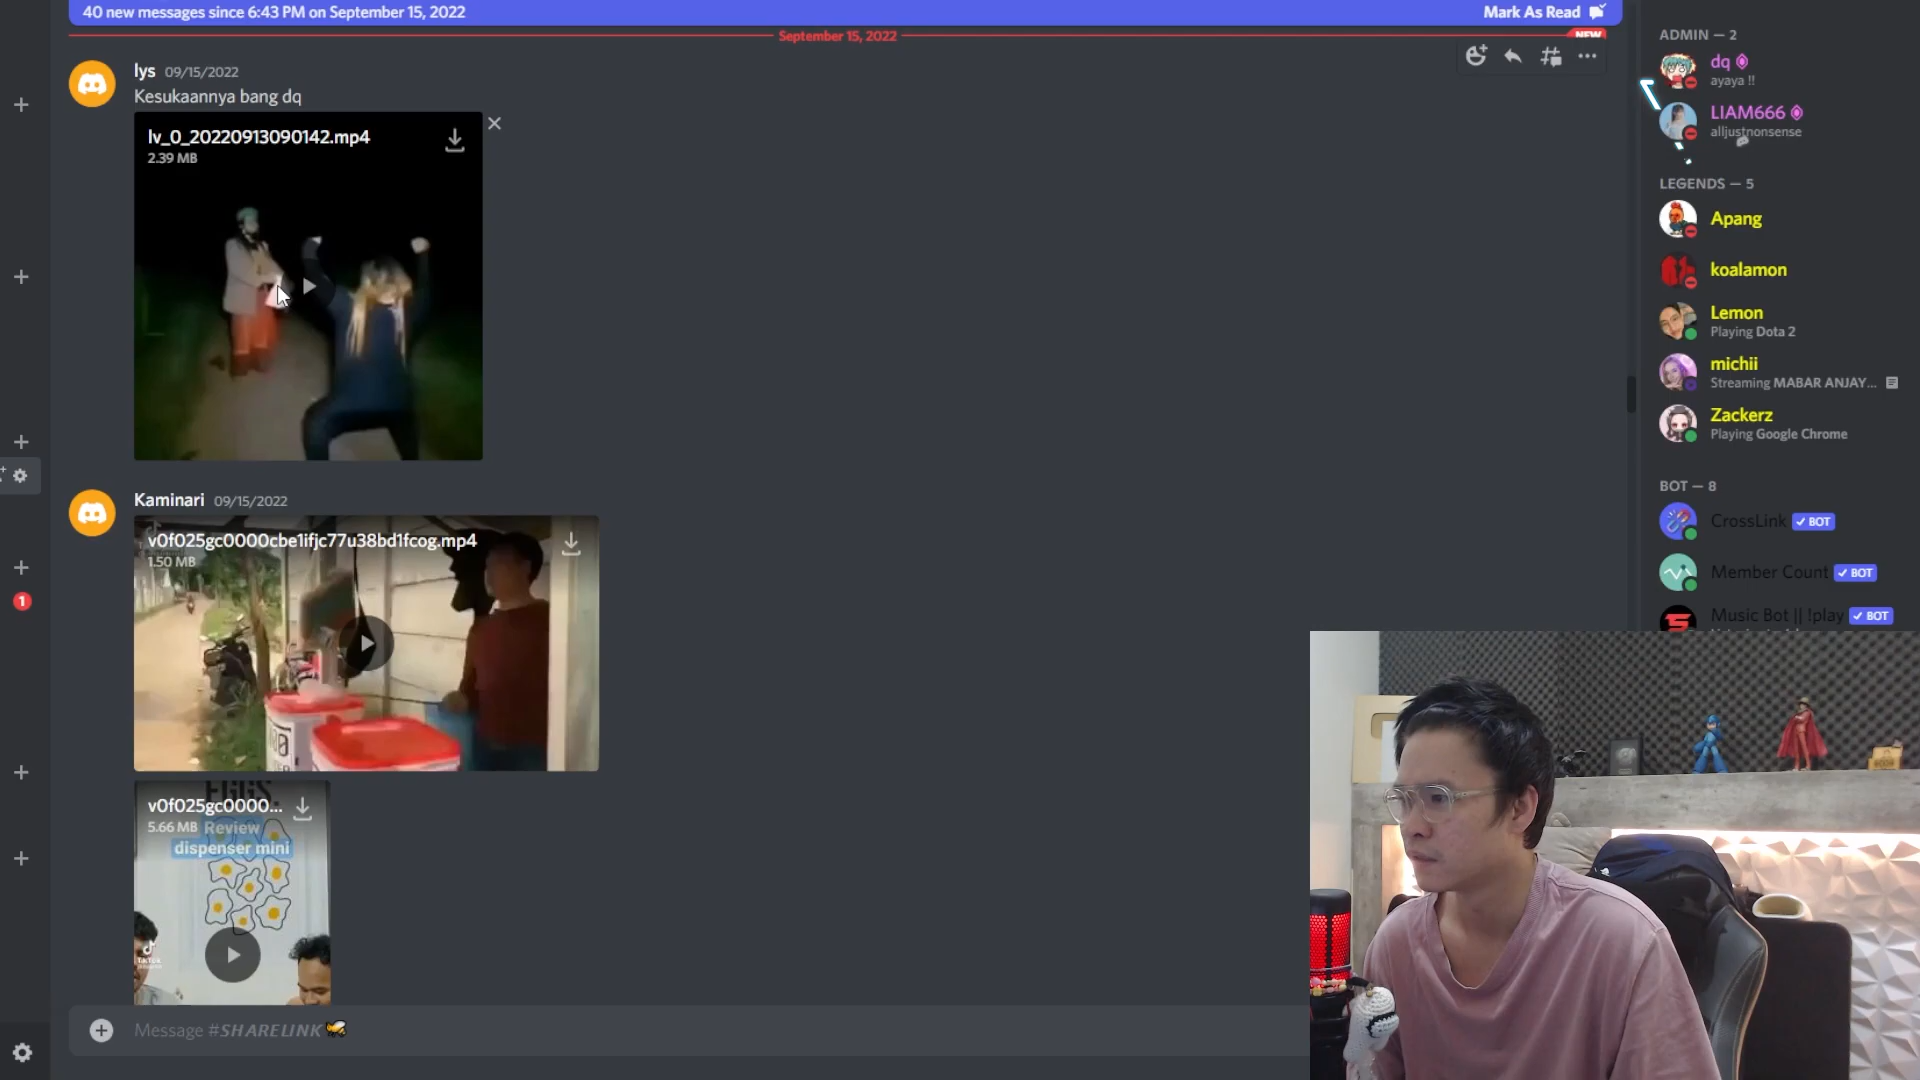 40 new messages since 6:43 PM on September 15, 2022
Mark As Read
September 15, 2022
NEW
lys 09/15/2022
Kesukaannya bang dq
lv_0_20220913090142.mp4
2.39 MB
Kaminari 09/15/2022
v0f025gc0000cbe1ifjc77u38bd1fcog.mp4
1.50 MB
EGGS
v0f025gc0000...
5.66 MB
Review
dispenser mini
TikTok
Message #SHARELINK
1
ADMIN — 2
dq
ayaya !!
LIAM666
alljustnonsense
LEGENDS — 5
Apang
koalamon
Lemon
Playing Dota 2
michii
Streaming MABAR ANJAY...
Zackerz
Playing Google Chrome
BOT — 8
CrossLink BOT
Member Count BOT
Music Bot || !play BOT